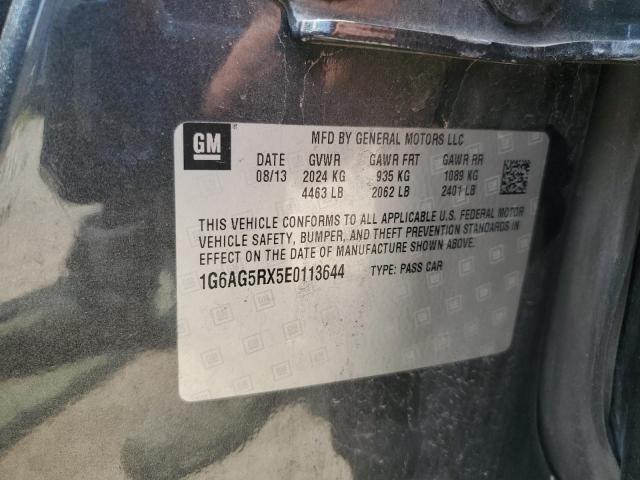 GM
MFD BY GENERAL MOTORS LLC
DATE GVWR GAWR FRT GAWR RR
08/13 2024 KG 935 KG 1089 KG
4463 LB 2062 LB 2401 LB
THIS VEHICLE CONFORMS TO ALL APPLICABLE U.S. FEDERAL MOTOR
VEHICLE SAFETY, BUMPER, AND THEFT PREVENTION STANDARDS IN
EFFECT ON THE DATE OF MANUFACTURE SHOWN ABOVE.
1G6AG5RX5E0113644 TYPE: PASS CAR